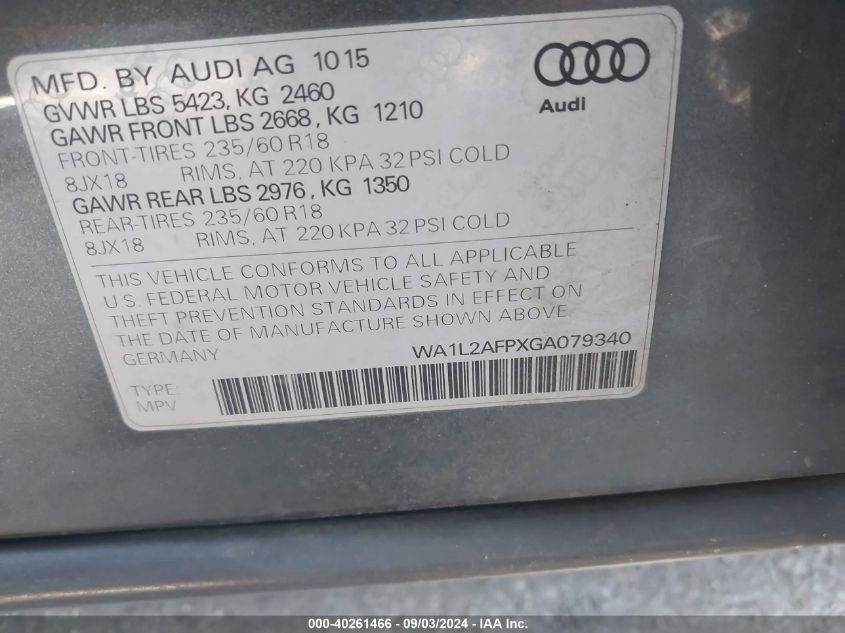 MFD. BY AUDI AG 1015
GVWR LBS 5423, KG 2460
GAWR FRONT LBS 2668, KG 1210
FRONT-TIRES 235/60 R18
8JX18 RIMS, AT 220 KPA 32 PSI COLD
GAWR REAR LBS 2976, KG 1350
REAR-TIRES 235/60 R18
8JX18 RIMS, AT 220 KPA 32 PSI COLD
Audi
THIS VEHICLE CONFORMS TO ALL APPLICABLE
U.S. FEDERAL MOTOR VEHICLE SAFETY AND
THEFT PREVENTION STANDARDS IN EFFECT ON
THE DATE OF MANUFACTURE SHOWN ABOVE.
GERMANY WA1L2AFPXGA079340
TYPE:
MPV
000-40261466 - 09/03/2024 - IAA Inc.